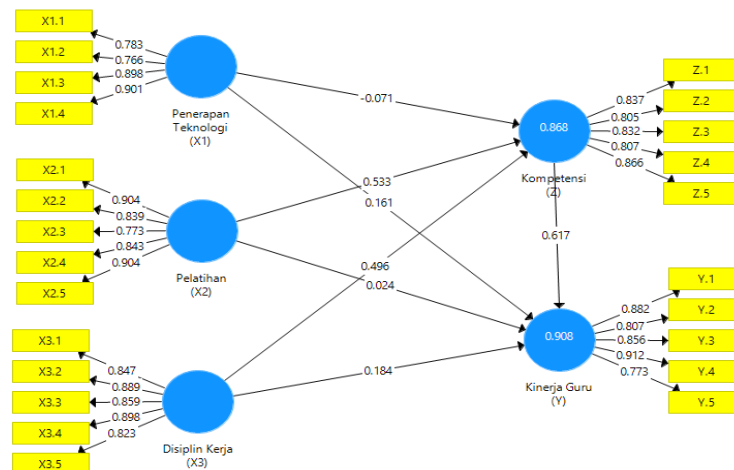 X1.1
X1.2
X1.3
X1.4
0.783
0.766
0.898
0.901
Penerapan
Teknologi
(X1)
X2.1
X2.2
X2.3
X2.4
X2.5
0.904
0.839
0.773
0.843
0.904
Pelatihan
(X2)
X3.1
X3.2
X3.3
X3.4
X3.5
0.847
0.889
0.859
0.898
0.823
Disiplin Kerja
(X3)
-0.071
0.533
0.161
0.496
0.024
0.184
0.617
0.868
Kompetensi
(Z)
0.837
0.805
0.832
0.807
0.866
Z.1
Z.2
Z.3
Z.4
Z.5
0.908
Kinerja Guru
(Y)
0.882
0.807
0.856
0.912
0.773
Y.1
Y.2
Y.3
Y.4
Y.5